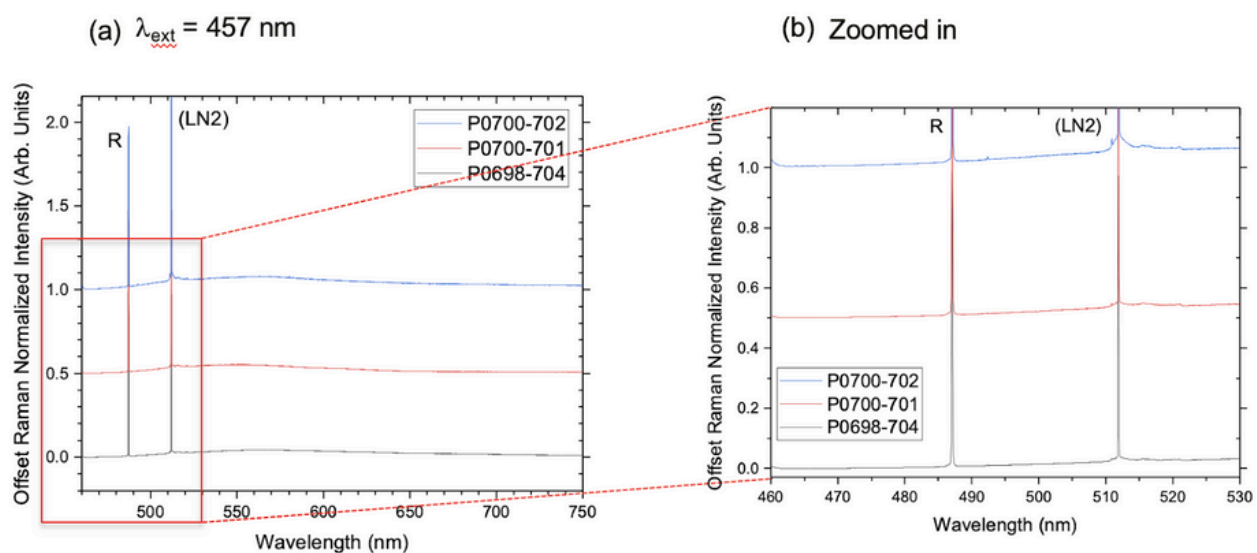 (a) λext = 457 nm
(b) Zoomed in
Offset Raman Normalized Intensity (Arb. Units)
2.0
1.5
1.0
0.5
0.0
R
(LN2)
P0700-702
P0700-701
P0698-704
500
550
600
650
700
750
Wavelength (nm)
Offset Raman Normalized Intensity (Arb. Units)
1.0
0.8
0.6
0.4
0.2
0.0
R
(LN2)
P0700-702
P0700-701
P0698-704
460
470
480
490
500
510
520
530
Wavelength (nm)